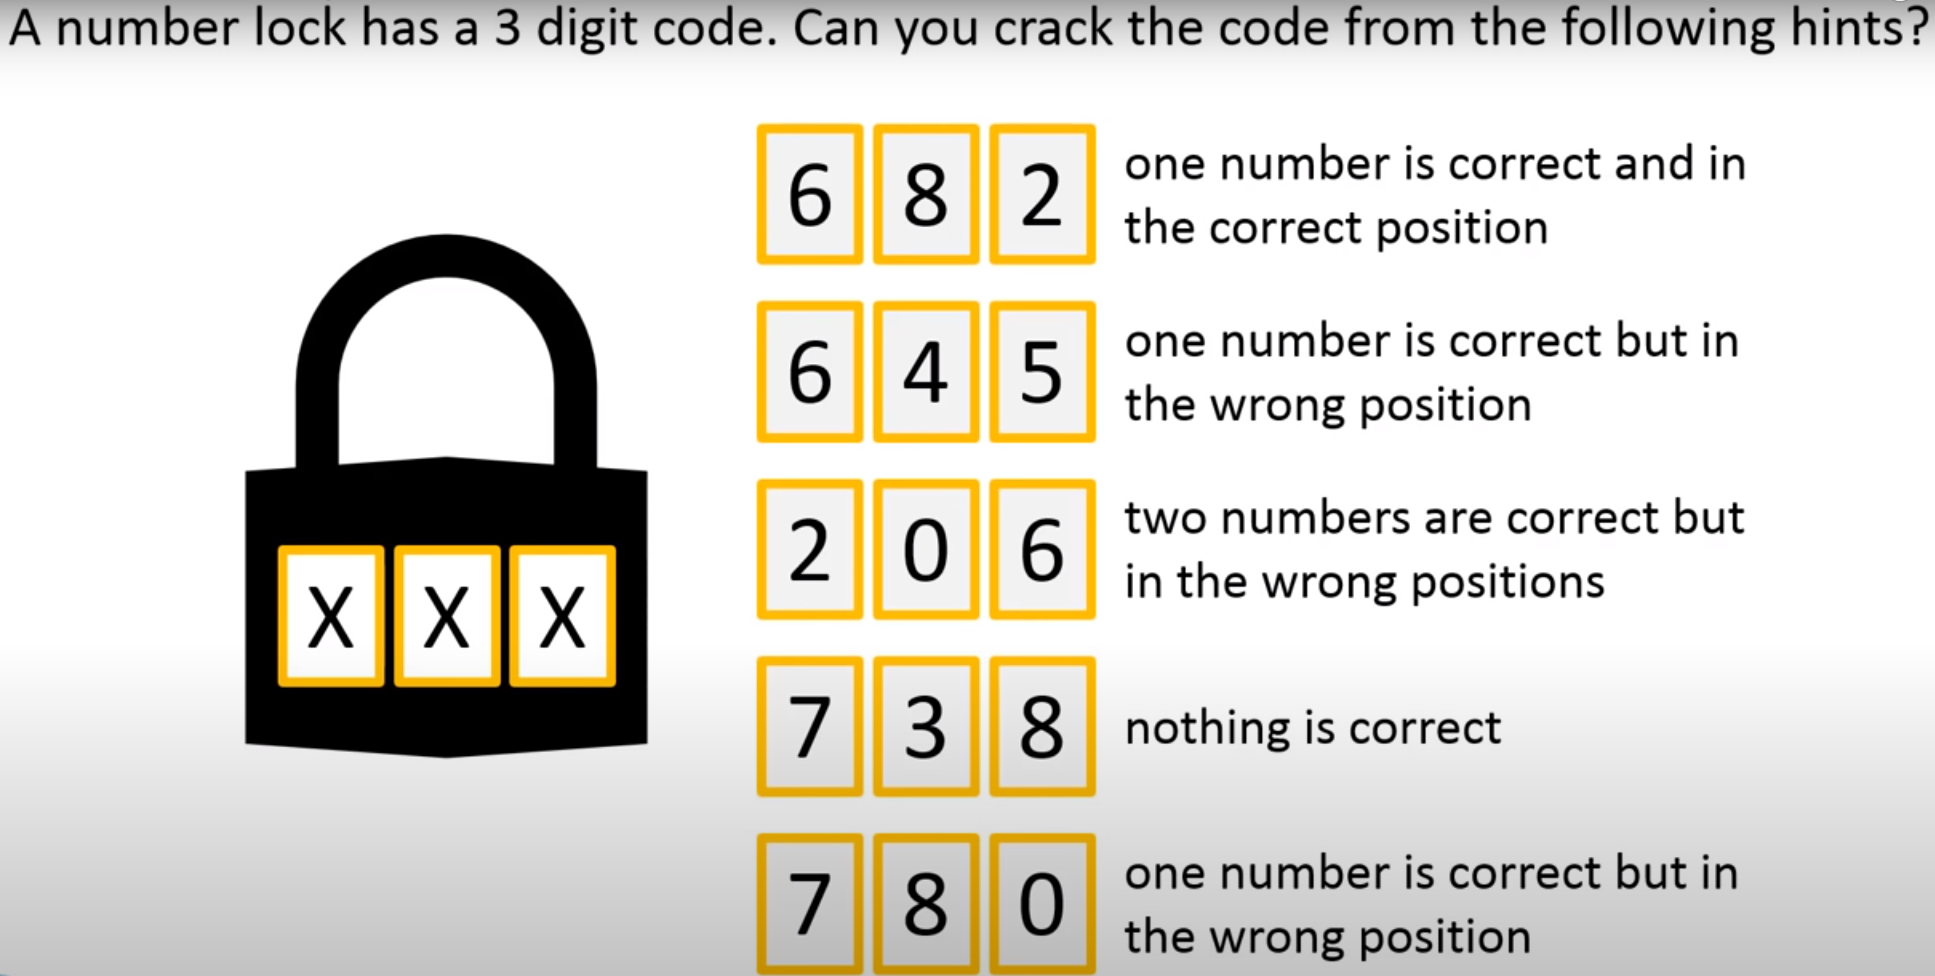 A number lock has a 3 digit code. Can you crack the code from the following hints?
6 8 2
one number is correct and in
the correct position
6 4 5
one number is correct but in
the wrong position
2 0 6
two numbers are correct but
in the wrong positions
X X X
7 3 8
nothing is correct
7 8 0
one number is correct but in
the wrong position